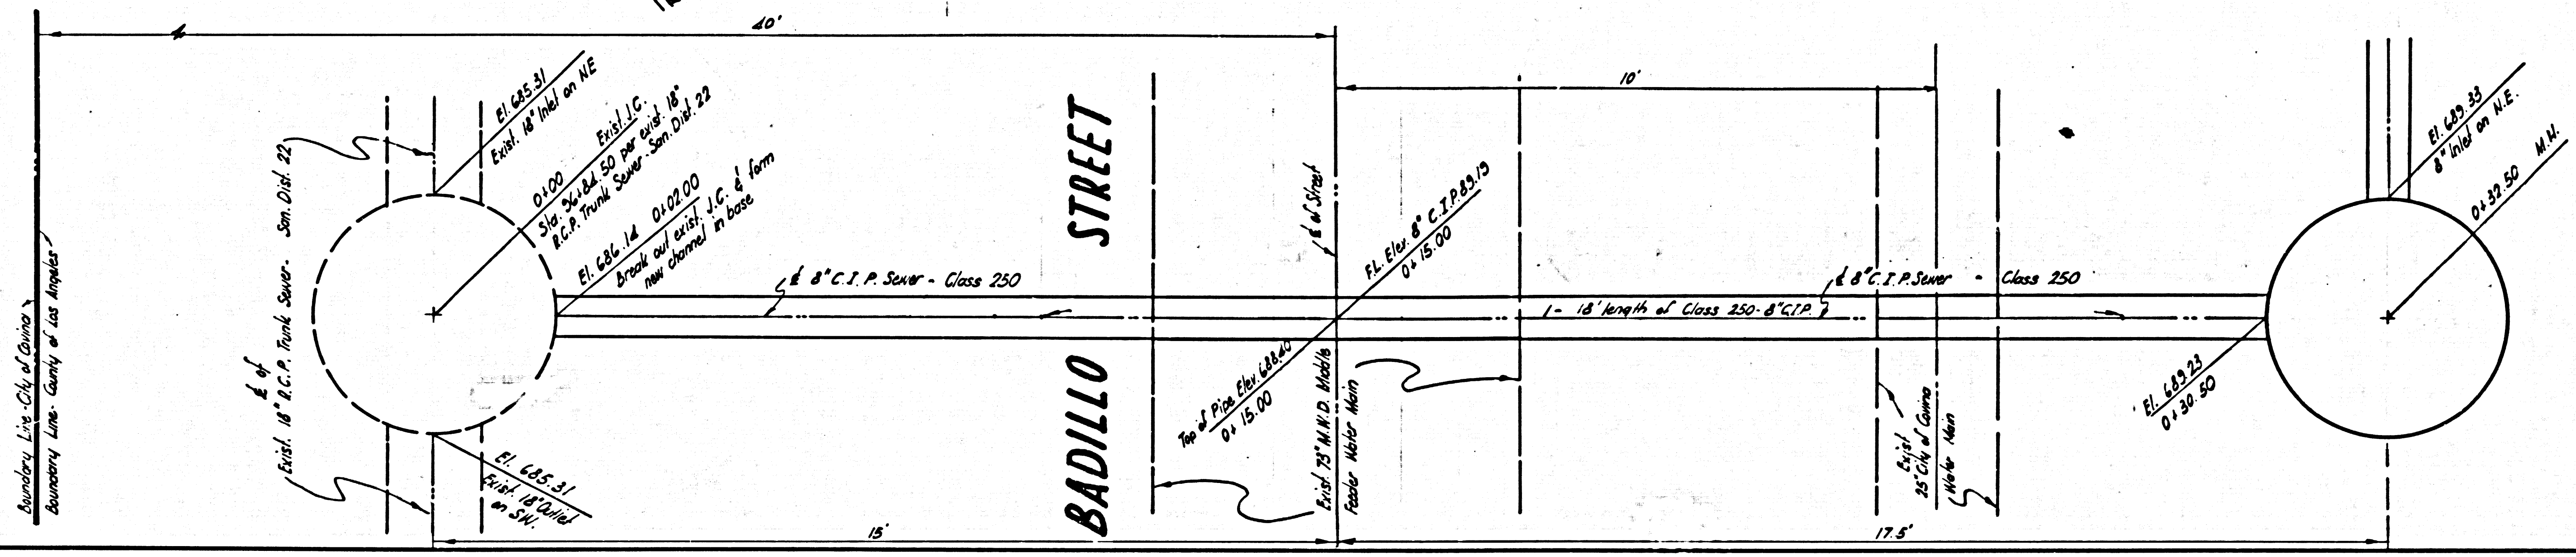 40'
10'
Boundary Line-City of Covina
Boundary Line- County of Los Angeles
℄ of
Exist. 18" R.C.P. Trunk Sewer- San. Dist. 22
El. 685.31
Exist. 18" Inlet on NE
0+00 Exist. J.C.
Sta. 96+84.50 per exist. 18"
R.C.P. Trunk Sewer-San. Dist. 22
El. 686.14 0+02.00
Break out exist. J.C. & form
new channel in base
El. 685.31
Exist. 18" Outlet
on SW.
℄ 8" C.I.P. Sewer - Class 250
BADILLO STREET
℄ of Street
F.L. Elev. 8" C.I.P. 89.19
0+15.00
Top of Pipe Elev. 688.40
0+15.00
Exist. 73" M.W.D. Middle
Feeder Water Main
1- 18' length of Class 250-8" C.I.P.
℄ 8" C.I.P. Sewer - Class 250
Exist.
25" City of Covina
Water Main
El. 689.33
8" Inlet on N.E.
0+32.50 M.H.
El. 689.23
0+30.50
15'
17.5'